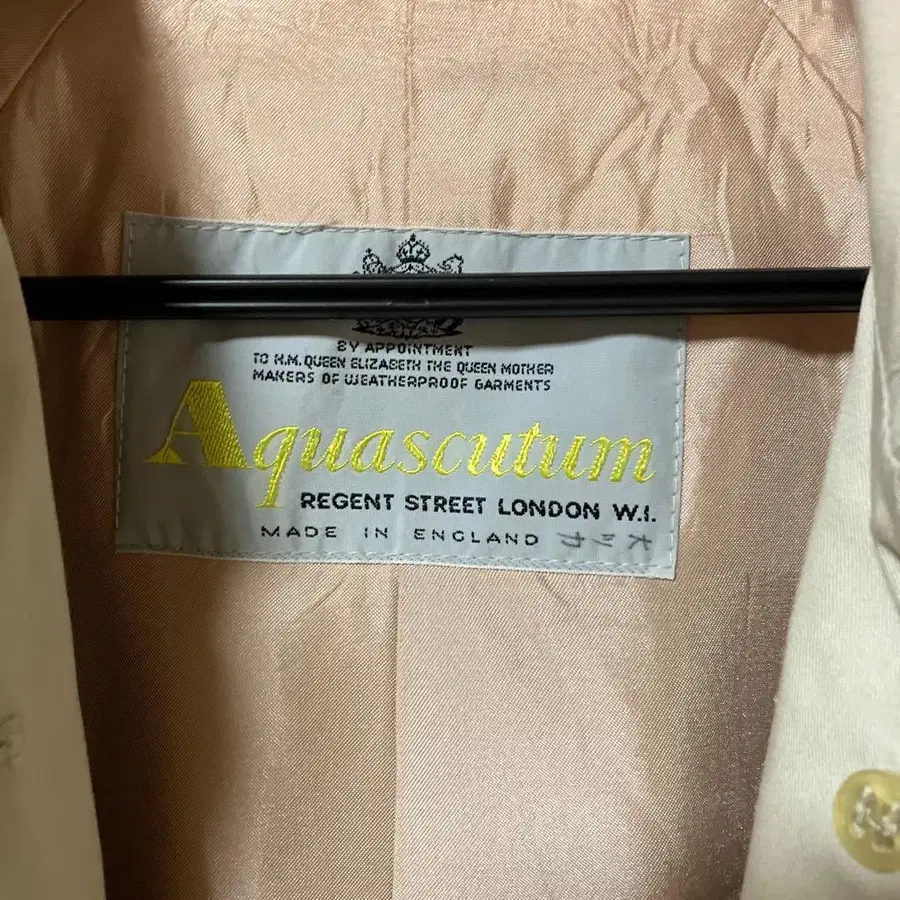 BY APPOINTMENT
TO H.M. QUEEN ELIZABETH THE QUEEN MOTHER
MAKERS OF WEATHERPROOF GARMENTS
Aquascutum
REGENT STREET LONDON W.I.
MADE IN ENGLAND